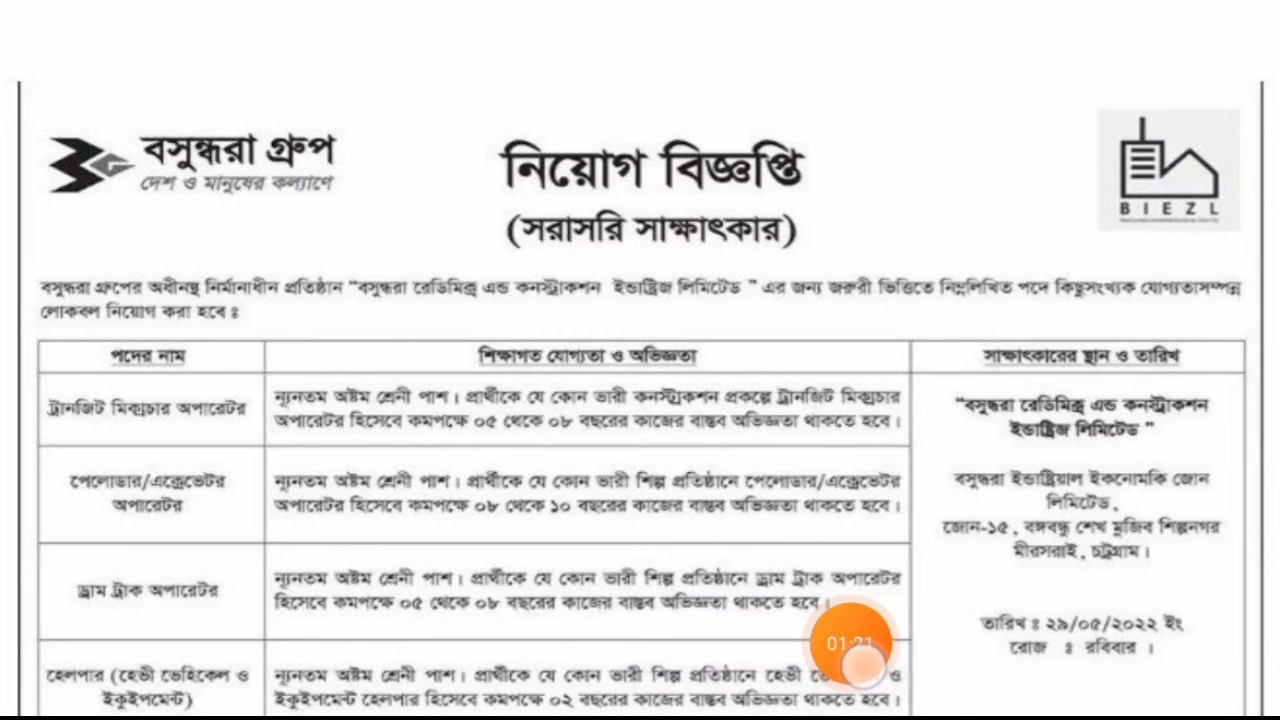 বসুন্ধরা গ্রুপ
দেশ ও মানুষের কল্যাণে
নিয়োগ বিজ্ঞপ্তি
(সরাসরি সাক্ষাৎকার)
BIEZL
বসুন্ধরা গ্রুপের অধীনস্থ নির্মানাধীন প্রতিষ্ঠান "বসুন্ধরা রেডিমিক্স এন্ড কনস্ট্রাকশন ইন্ডাষ্ট্রিজ লিমিটেড " এর জন্য জরুরী ভিত্তিতে নিম্নলিখিত পদে কিছুসংখ্যক যোগ্যতাসম্পন্ন
লোকবল নিয়োগ করা হবে ঃ
পদের নাম
শিক্ষাগত যোগ্যতা ও অভিজ্ঞতা
সাক্ষাৎকারের স্থান ও তারিখ
ট্রানজিট মিক্সচার অপারেটর
ন্যূনতম অষ্টম শ্রেনী পাশ। প্রার্থীকে যে কোন ভারী কনস্ট্রাকশন প্রকল্পে ট্রানজিট মিক্সচার
অপারেটর হিসেবে কমপক্ষে ০৫ থেকে ০৮ বছরের কাজের বাস্তব অভিজ্ঞতা থাকতে হবে।
পেলোডার/এক্সেভেটর
অপারেটর
ন্যূনতম অষ্টম শ্রেনী পাশ। প্রার্থীকে যে কোন ভারী শিল্প প্রতিষ্ঠানে পেলোডার/এক্সেভেটর
অপারেটর হিসেবে কমপক্ষে ০৮ থেকে ১০ বছরের কাজের বাস্তব অভিজ্ঞতা থাকতে হবে।
ড্রাম ট্রাক অপারেটর
ন্যূনতম অষ্টম শ্রেনী পাশ। প্রার্থীকে যে কোন ভারী শিল্প প্রতিষ্ঠানে ড্রাম ট্রাক অপারেটর
হিসেবে কমপক্ষে ০৫ থেকে ০৮ বছরের কাজের বাস্তব অভিজ্ঞতা থাকতে হবে।
হেলপার (হেভী ভেহিকেল ও
ইকুইপমেন্ট)
ন্যূনতম অষ্টম শ্রেনী পাশ। প্রার্থীকে যে কোন ভারী শিল্প প্রতিষ্ঠানে হেভী ও
ইকুইপমেন্ট হেলপার হিসেবে কমপক্ষে ০২ বছরের কাজের বাস্তব অভিজ্ঞতা থাকতে হবে।
"বসুন্ধরা রেডিমিক্স এন্ড কনস্ট্রাকশন
ইন্ডাষ্ট্রিজ লিমিটেড "
বসুন্ধরা ইন্ডাষ্ট্রিয়াল ইকনোমকি জোন
লিমিটেড,
জোন-১৫, বঙ্গবন্ধু শেখ মুজিব শিল্পনগর
মীরসরাই, চট্রগ্রাম।
তারিখ ঃ ২৯/০৫/২০২২ ইং
রোজ ঃ রবিবার ।
01:21